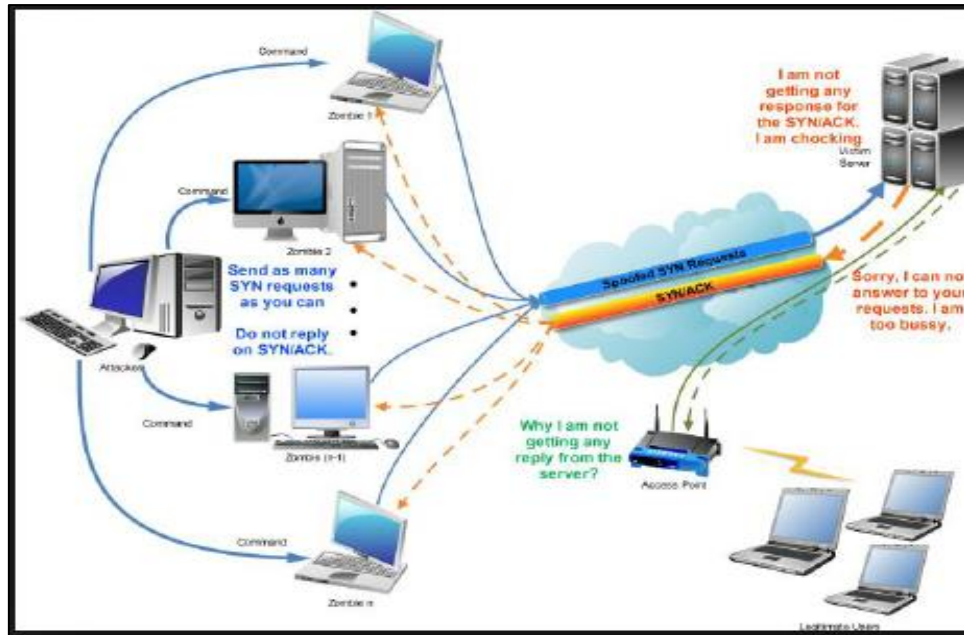 Command
Zombie 1
Command
Zombie 2
Send as many
SYN requests
as you can
Do not reply
on SYN/ACK.
Attacker
Command
Zombie (n-1)
Command
Zombie n
Spoofed SYN Requests
SYN/ACK
I am not
getting any
response for
the SYN/ACK.
I am chocking
Victim
Server
Sorry, I can not
answer to your
requests. I am
too bussy.
Why I am not
getting any
reply from the
server?
Access Point
Legitimate Users